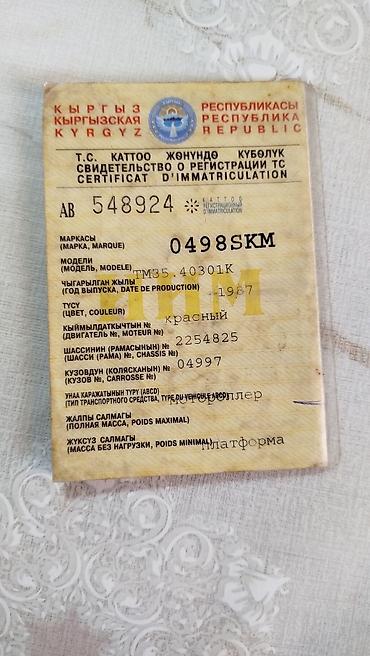 КЫРГЫЗ РЕСПУБЛИКАСЫ
КЫРГЫЗСКАЯ РЕСПУБЛИКА
KYRGYZ REPUBLIC
Т.С. КАТТОО ЖӨНҮНДӨ КҮБӨЛҮК
СВИДЕТЕЛЬСТВО О РЕГИСТРАЦИИ ТС
CERTIFICAT D'IMMATRICULATION
АВ 548924
МАРКАСЫ
(МАРКА, MARQUE) 0498SKM
МОДЕЛИ
(МОДЕЛЬ, MODELE) ТМЗ5.40301К
ЧЫГАРЫЛГАН ЖЫЛЫ
(ГОД ВЫПУСКА, DATE DE PRODUCTION) 1987
ТҮСҮ
(ЦВЕТ, COULEUR) красный
КЫЙМЫЛДАТКЫЧТЫН №
(ДВИГАТЕЛЬ №, MOTEUR №) 2254825
ШАССИНИН (РАМАСЫНЫН) №
(ШАССИ (РАМА) №, CHASSIS №)
КУЗОВДУН (КОЛЯСКАНЫН) № 04997
(КУЗОВ №, CARROSSE №)
УНАА КАРАЖАТЫНЫН ТҮРҮ (ABCD)
(ТИП ТРАНСПОРТНОГО СРЕДСТВА, TYPE DU VEHICULE ABCD) мотороллер
ЖАЛПЫ САЛМАГЫ
(ПОЛНАЯ МАССА, POIDS MAXIMAL)
ЖҮКСҮЗ САЛМАГЫ
(МАССА БЕЗ НАГРУЗКИ, POIDS MINIMAL) платформа